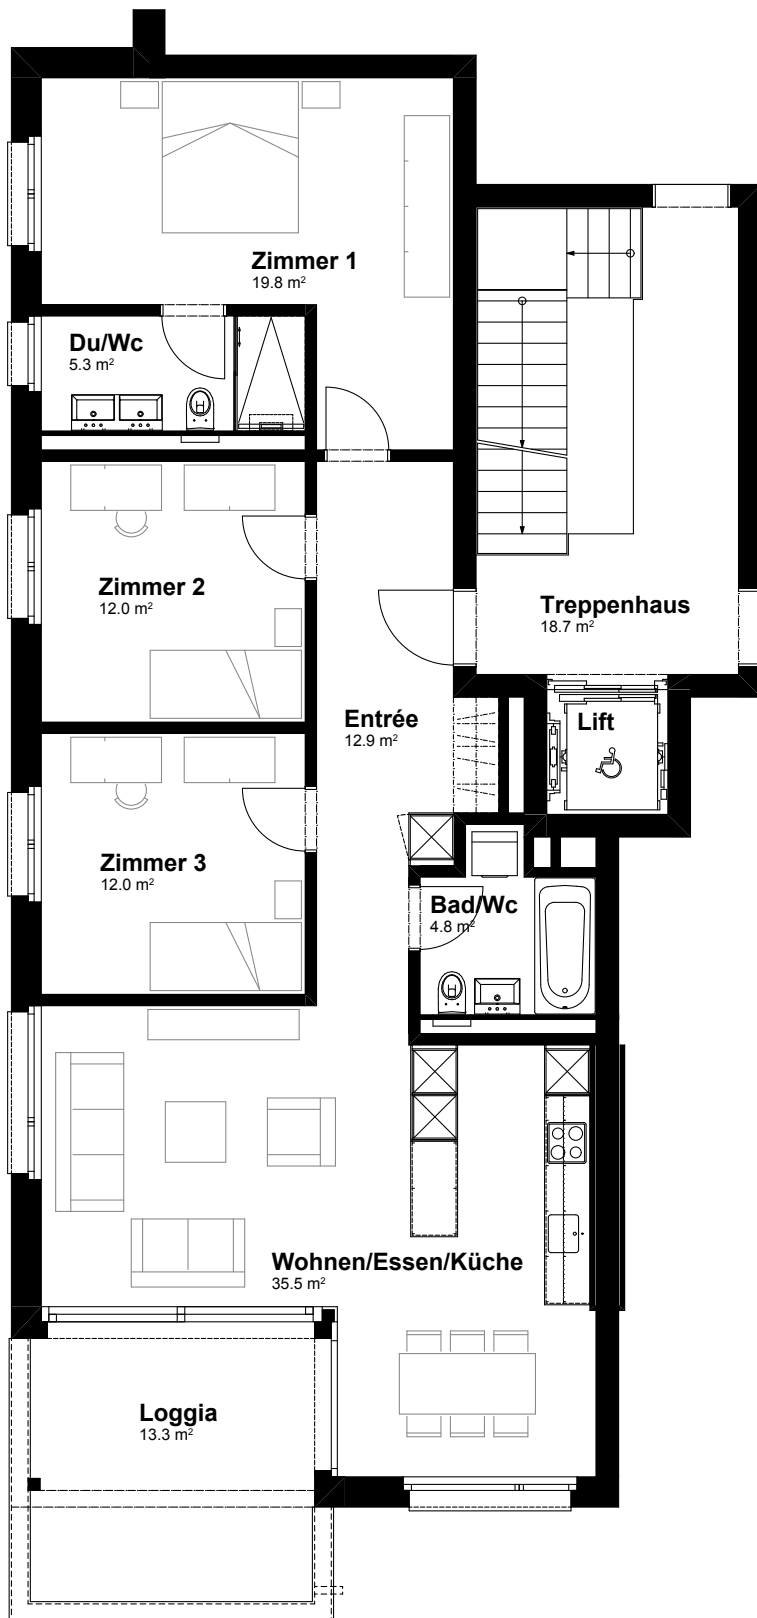 Zimmer 1
19.8 m²
Du/Wc
5.3 m²
Zimmer 2
12.0 m²
Treppenhaus
18.7 m²
Entrée
12.9 m²
Lift
Zimmer 3
12.0 m²
Bad/Wc
4.8 m²
Wohnen/Essen/Küche
35.5 m²
Loggia
13.3 m²